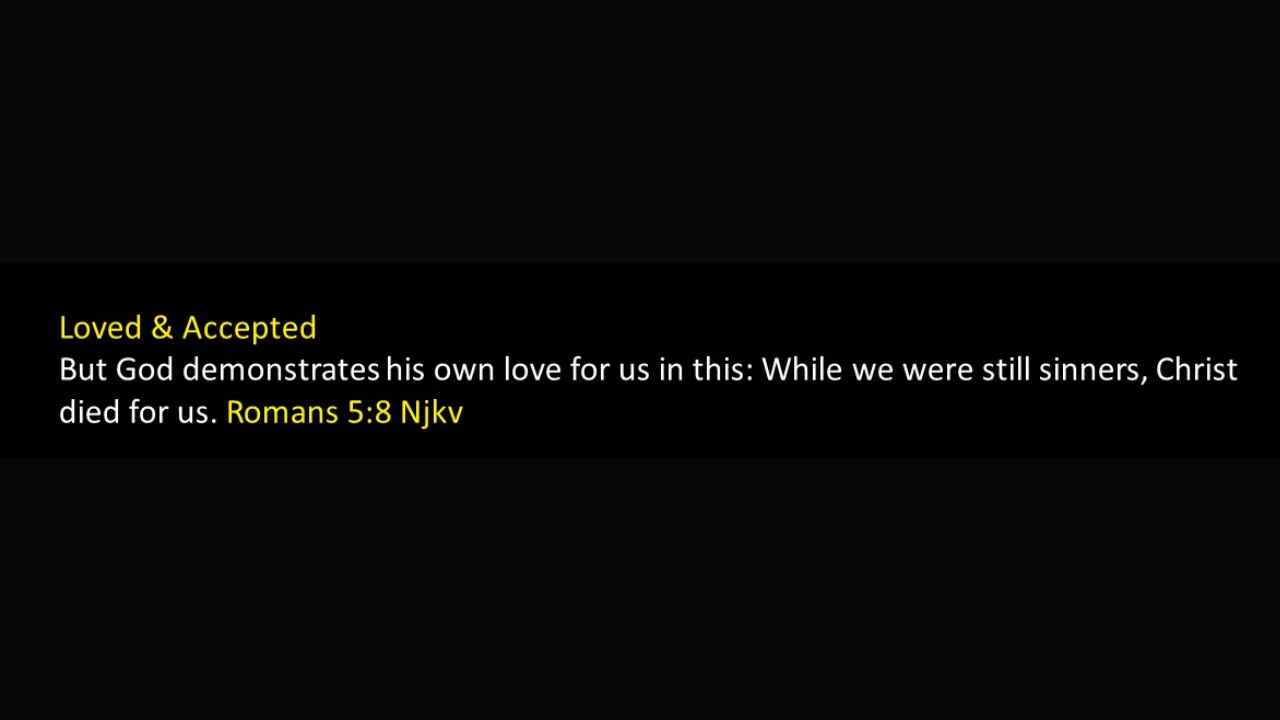 Loved & Accepted
But God demonstrates his own love for us in this: While we were still sinners, Christ
died for us. Romans 5:8 Njkv